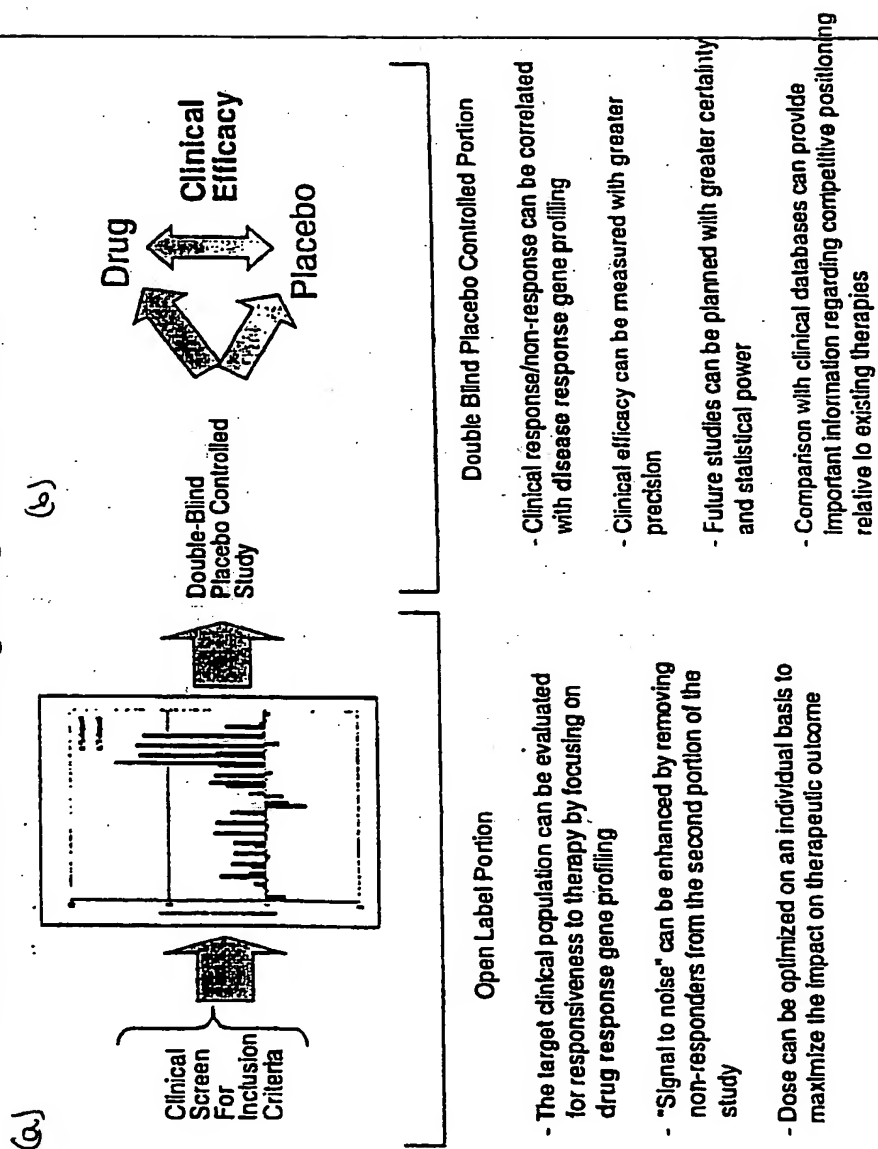 (a)
Clinical
Screen
For
Inclusion
Criteria
Double-Blind
Placebo Controlled
Study
(b)
Drug
Clinical
Efficacy
Placebo
Open Label Portion
- The target clinical population can be evaluated
for responsiveness to therapy by focusing on
drug response gene profiling
- "Signal to noise" can be enhanced by removing
non-responders from the second portion of the
study
- Dose can be optimized on an individual basis to
maximize the impact on therapeutic outcome
Double Blind Placebo Controlled Portion
- Clinical response/non-response can be correlated
with disease response gene profiling
- Clinical efficacy can be measured with greater
precision
- Future studies can be planned with greater certainty
and statistical power
- Comparison with clinical databases can provide
important information regarding competitive positioning
relative to existing therapies